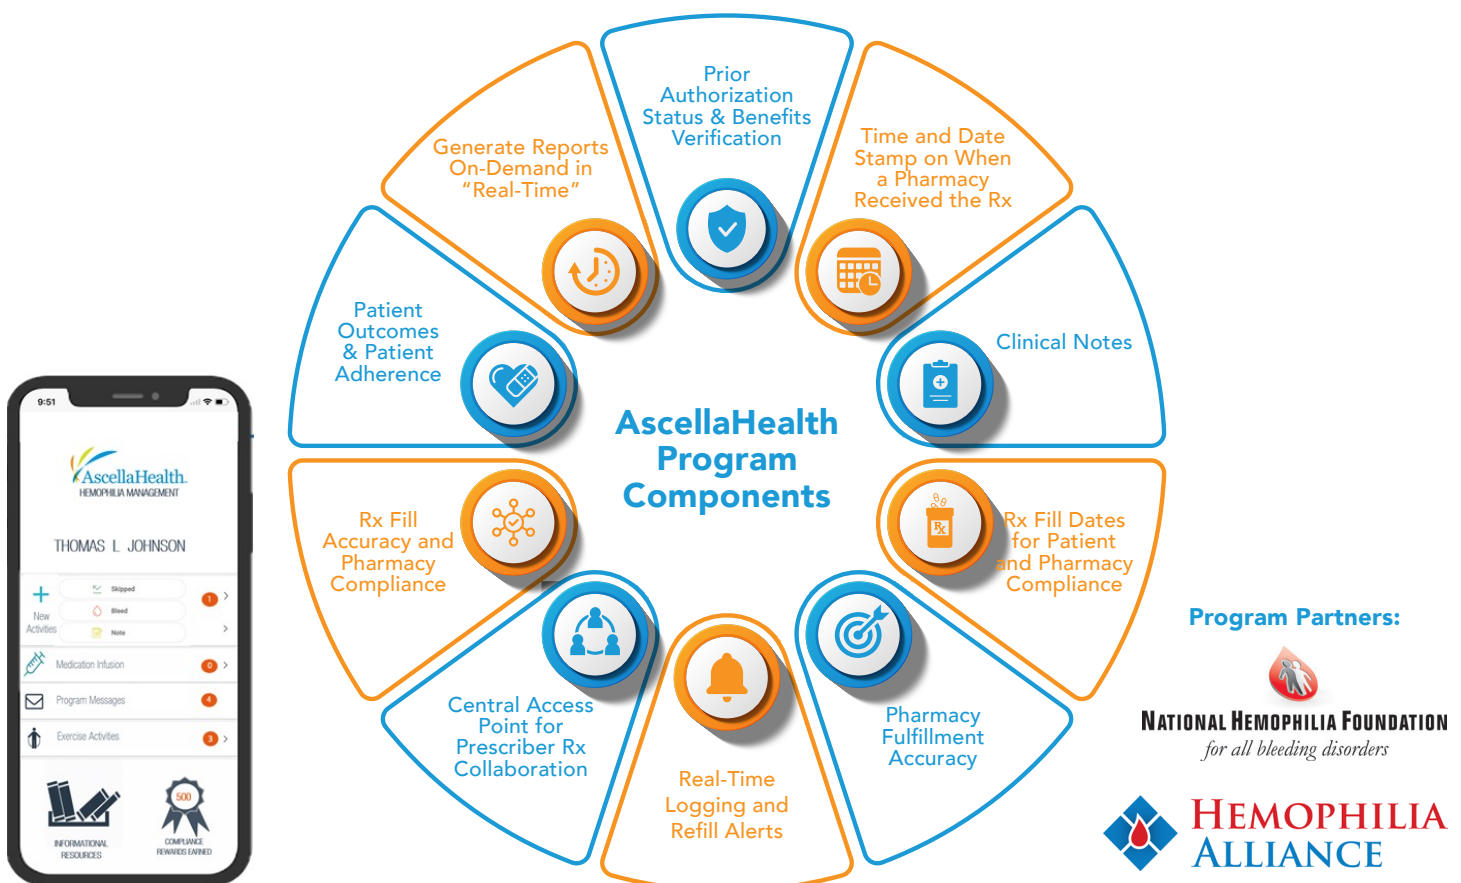 Prior
Authorization
Status & Benefits
Verification
Time and Date
Stamp on When
a Pharmacy
Received the Rx
Clinical Notes
Rx Fill Dates
for Patient
and Pharmacy
Compliance
Rx
Pharmacy
Fulfillment
Accuracy
Real-Time
Logging and
Refill Alerts
Central Access
Point for
Prescriber Rx
Collaboration
Rx Fill
Accuracy and
Pharmacy
Compliance
Patient
Outcomes
& Patient
Adherence
Generate Reports
On-Demand in
“Real-Time”
AscellaHealth
Program
Components
9:51
AscellaHealth.
HEMOPHILIA MANAGEMENT
THOMAS L JOHNSON
New
Activities
Skipped
Bleed
Note
1
Medication Infusion
0
Program Messages
4
Exercise Activities
3
INFORMATIONAL
RESOURCES
500
COMPLIANCE
REWARDS EARNED
Program Partners:
NATIONAL HEMOPHILIA FOUNDATION
for all bleeding disorders
HEMOPHILIA
ALLIANCE